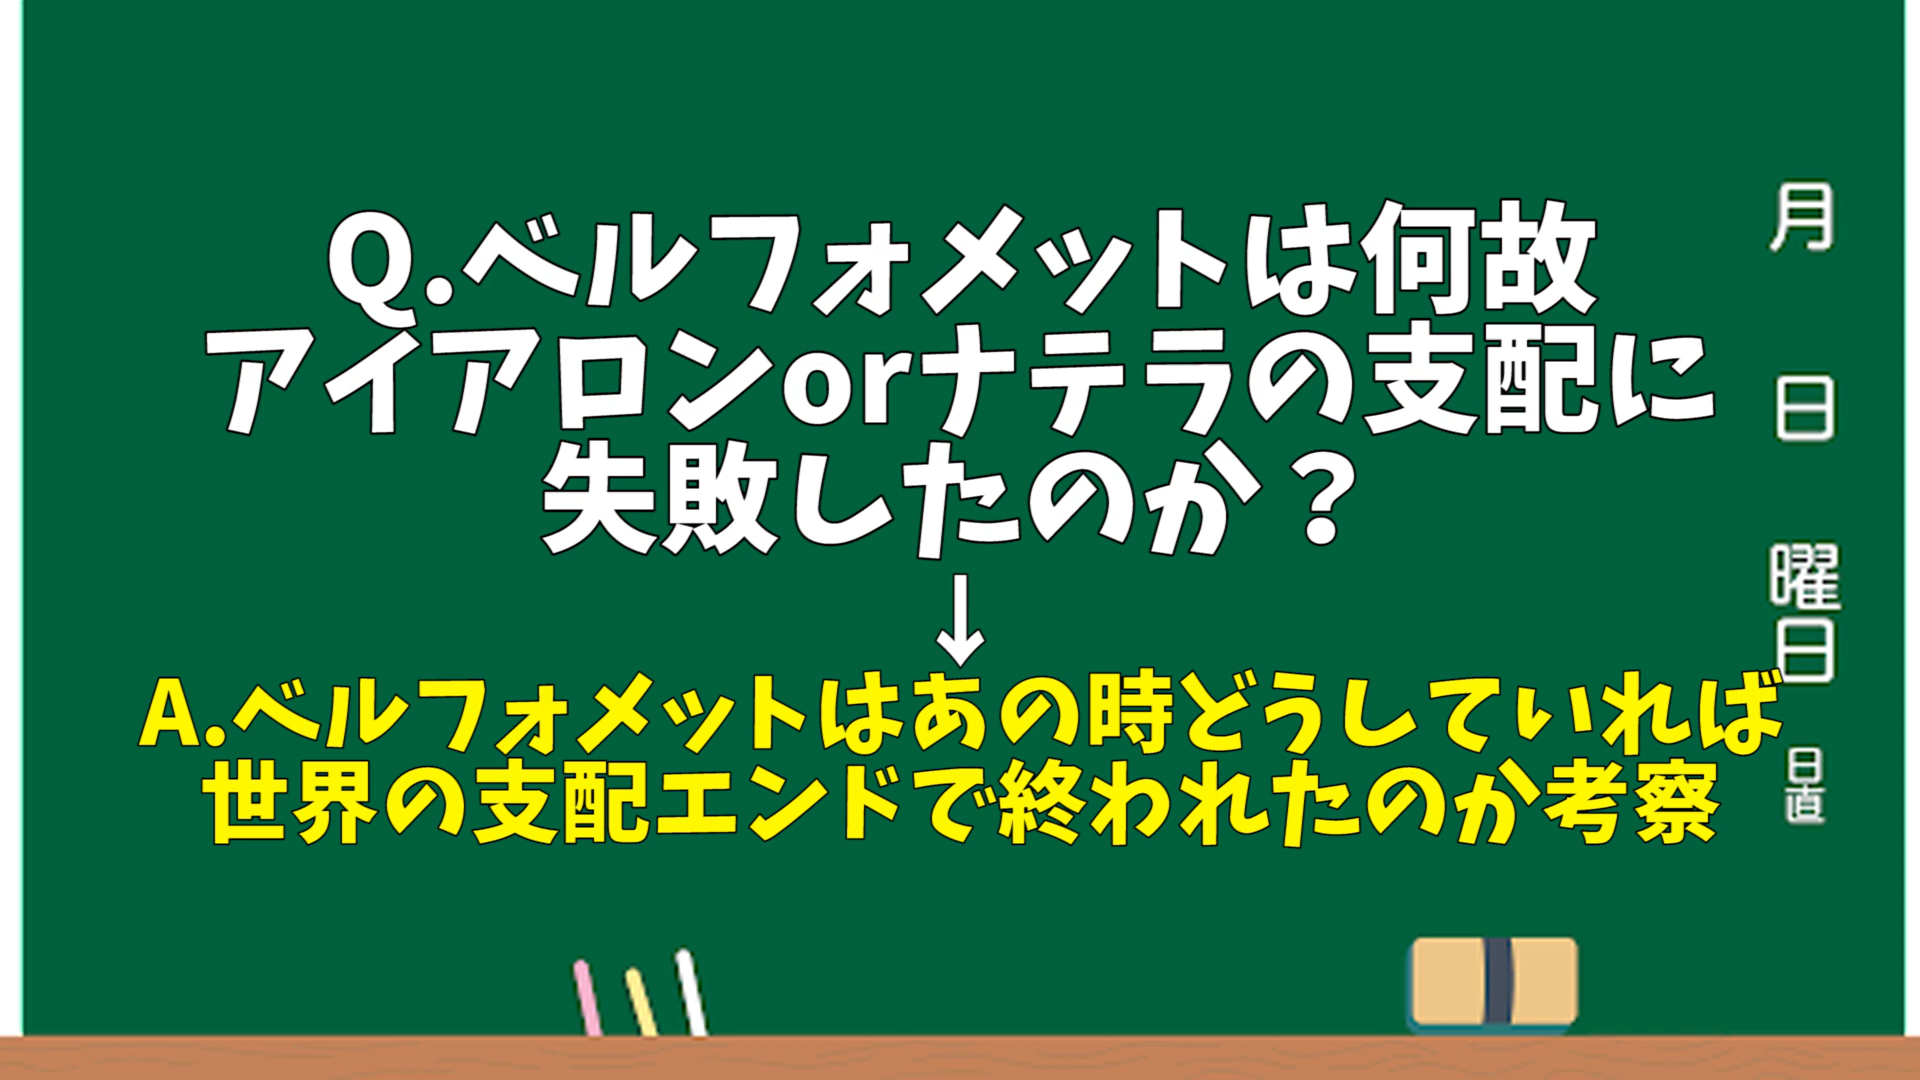 Q.ベルフォメットは何故
アイアロンorナテラの支配に
失敗したのか？
↓
A.ベルフォメットはあの時どうしていれば
世界の支配エンドで終われたのか考察
月
日
曜
日
日直